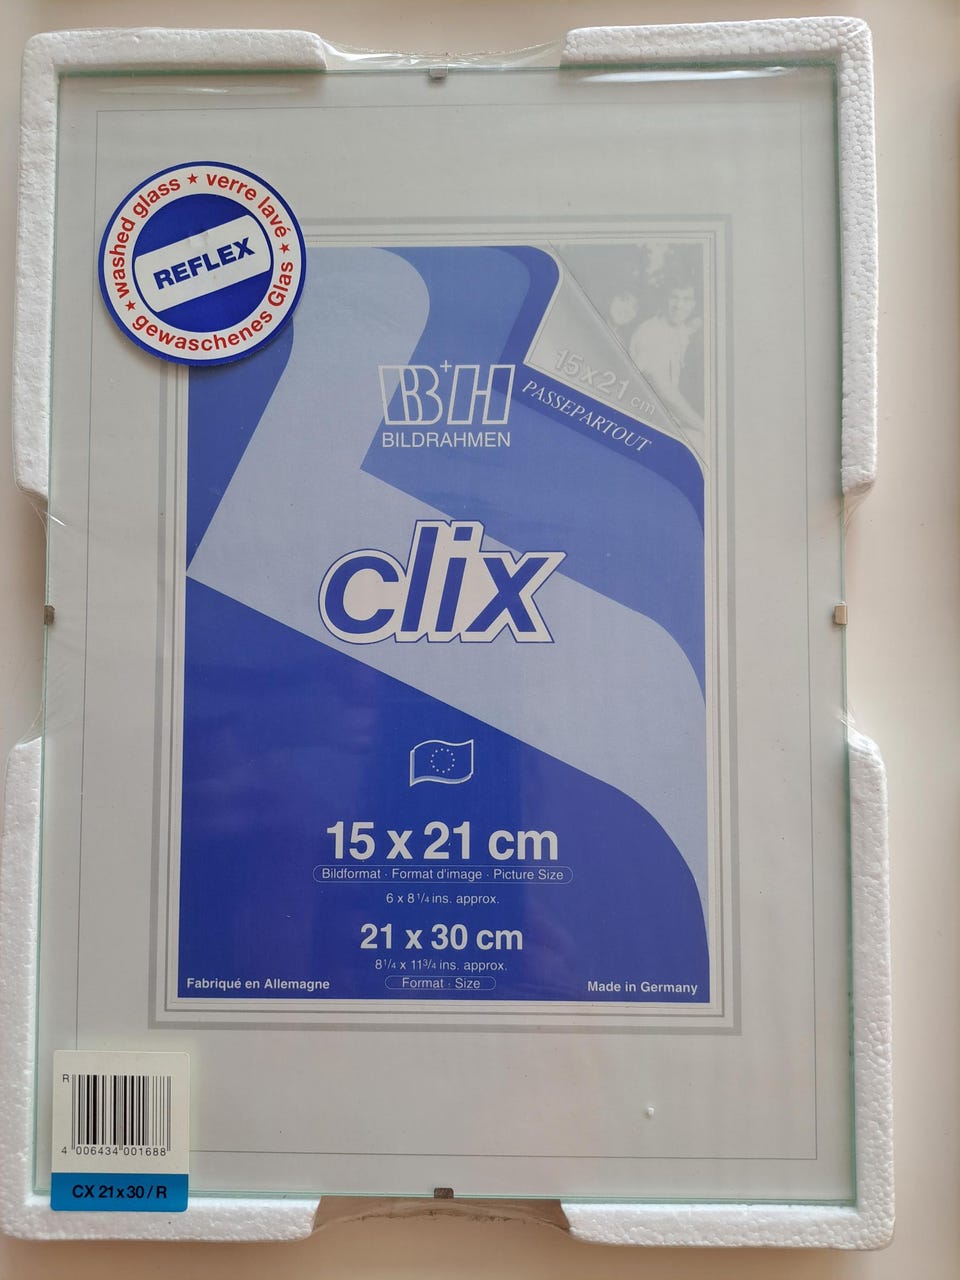 washed glass ★ verre lavé ★ gewaschenes Glas ★
REFLEX
15x21 cm
PASSEPARTOUT
B+H
BILDRAHMEN
clix
15 x 21 cm
Bildformat · Format d'image · Picture Size
6 x 8 1/4 ins. approx.
21 x 30 cm
8 1/4 x 11 3/4 ins. approx.
Format · Size
Fabriqué en Allemagne
Made in Germany
R
4 006434 001688
CX 21x30/R